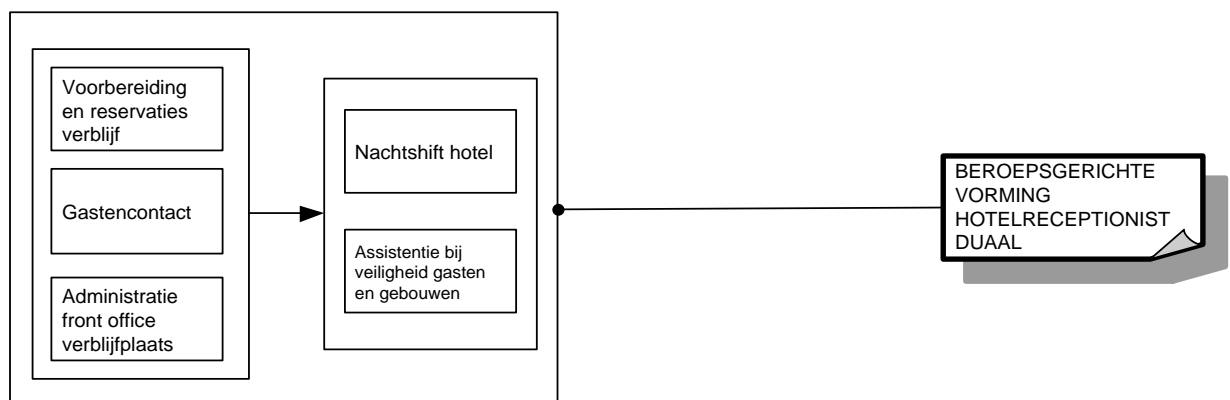 Voorbereiding
en reservaties
verblijf
Gastencontact
Administratie
front office
verblijfplaats
Nachtshift hotel
Assistentie bij
veiligheid gasten
en gebouwen
BEROEPSGERICHTE
VORMING
HOTELRECEPTIONIST
DUAAL